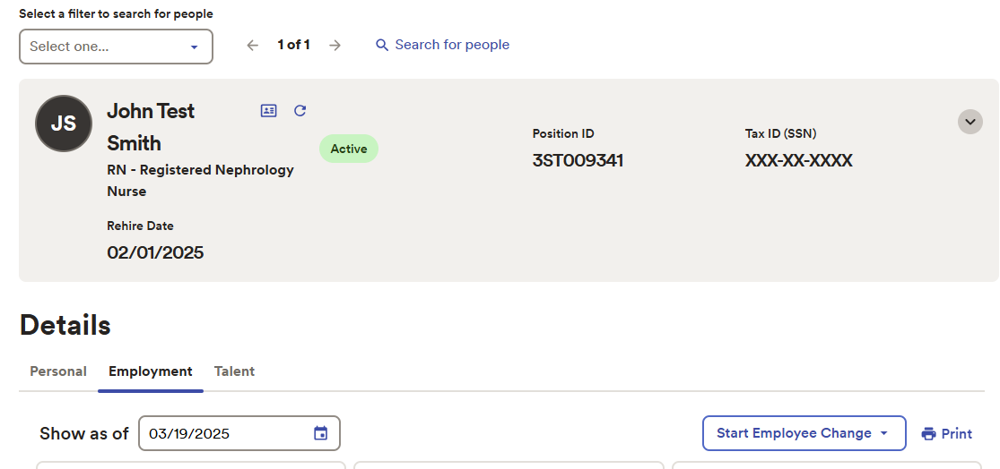 Select a filter to search for people
Select one...
1 of 1
Search for people
JS
John Test
Smith
Active
RN - Registered Nephrology
Nurse
Rehire Date
02/01/2025
Position ID
3ST009341
Tax ID (SSN)
XXX-XX-XXXX
Details
Personal
Employment
Talent
Show as of
03/19/2025
Start Employee Change
Print